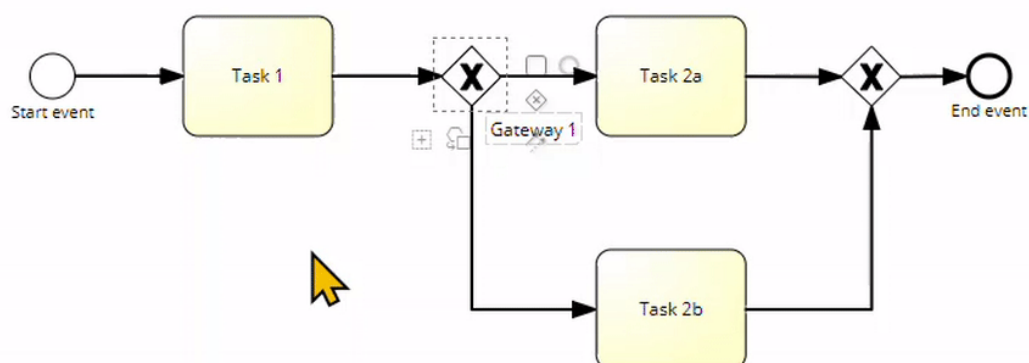 Task 1
Task 2a
Start event
End event
Gateway 1
Task 2b